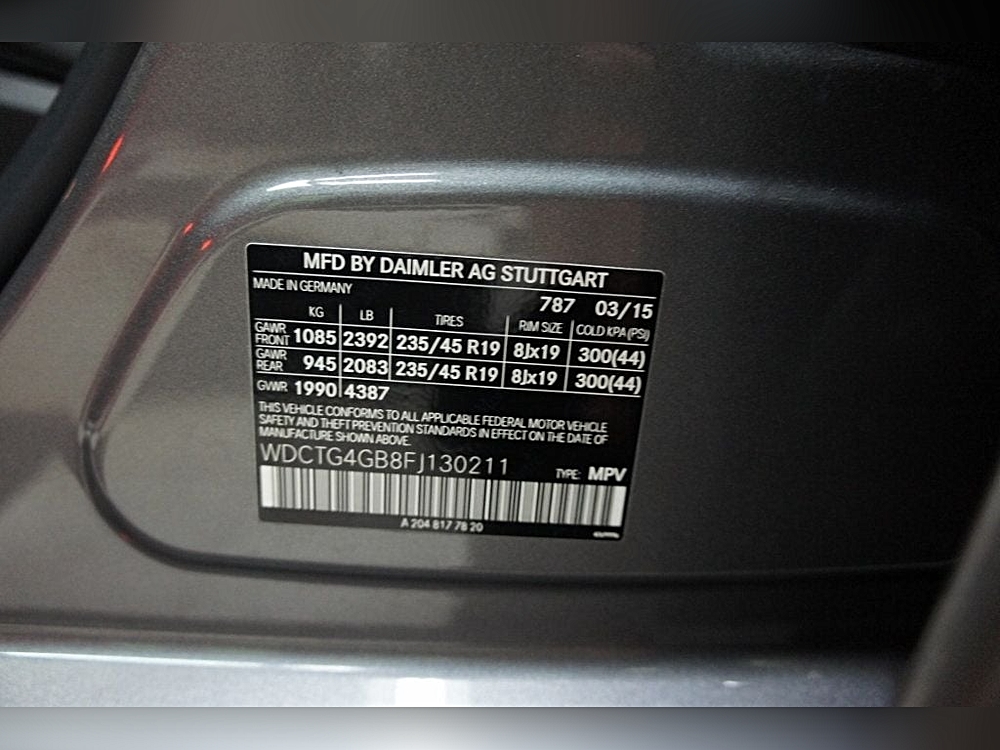 MFD BY DAIMLER AG STUTTGART
MADE IN GERMANY
787 03/15
KG LB TIRES RIM SIZE COLD KPA (PSI)
GAWR FRONT 1085 2392 235/45 R19 8Jx19 300(44)
GAWR REAR 945 2083 235/45 R19 8Jx19 300(44)
GVWR 1990 4387
THIS VEHICLE CONFORMS TO ALL APPLICABLE FEDERAL MOTOR VEHICLE
SAFETY AND THEFT PREVENTION STANDARDS IN EFFECT ON THE DATE OF
MANUFACTURE SHOWN ABOVE.
WDCTG4GB8FJ130211 TYPE: MPV
A 204 817 78 20